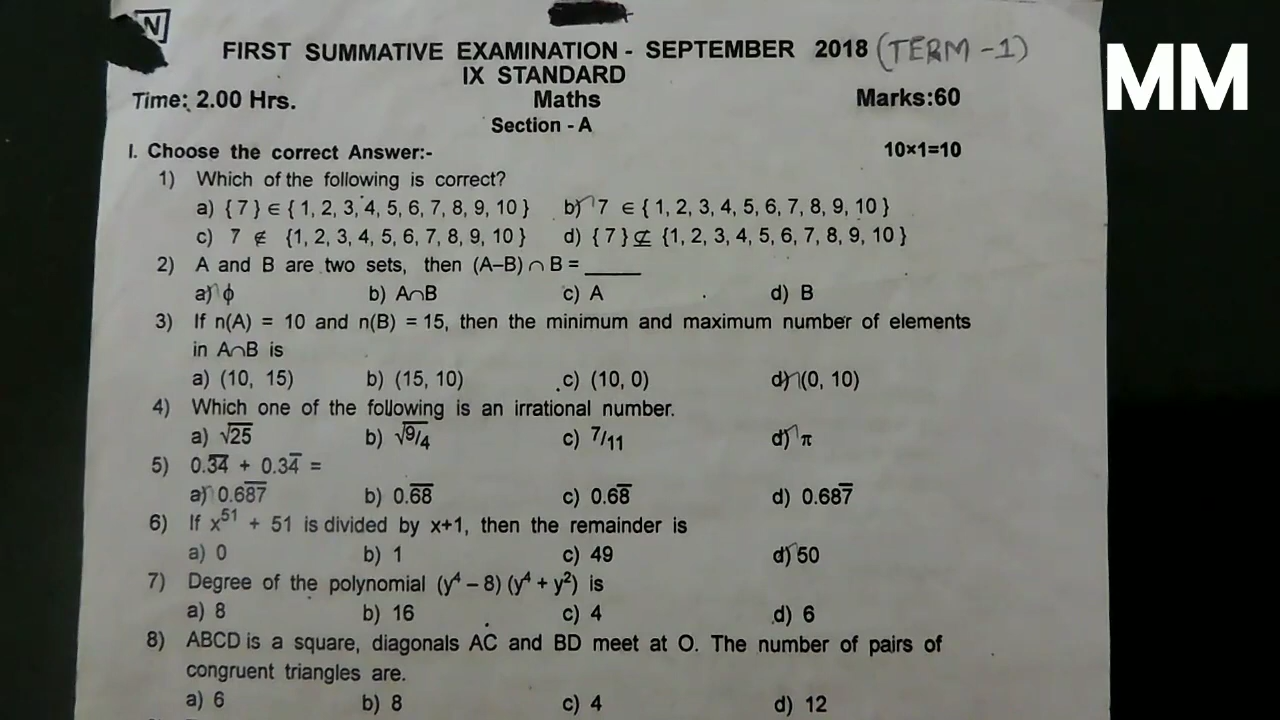 N
FIRST SUMMATIVE EXAMINATION - SEPTEMBER 2018 (TERM -1)
MM
IX STANDARD
Time: 2.00 Hrs. Maths Marks:60
Section - A
I. Choose the correct Answer:- 10×1=10
1) Which of the following is correct?
a) {7} ∈ {1, 2, 3, 4, 5, 6, 7, 8, 9, 10} b) 7 ∈ {1, 2, 3, 4, 5, 6, 7, 8, 9, 10}
c) 7 ∉ {1, 2, 3, 4, 5, 6, 7, 8, 9, 10} d) {7} ⊈ {1, 2, 3, 4, 5, 6, 7, 8, 9, 10}
2) A and B are two sets, then (A–B) ∩ B = _____
a) ϕ b) A∩B c) A d) B
3) If n(A) = 10 and n(B) = 15, then the minimum and maximum number of elements
in A∩B is
a) (10, 15) b) (15, 10) c) (10, 0) d) (0, 10)
4) Which one of the following is an irrational number.
a) √25 b) √9/4 c) 7/11 d) π
5) 0.3̅4̅ + 0.34̅ =
a) 0.68̅7̅ b) 0.6̅8̅ c) 0.68̅ d) 0.687̅
6) If x⁵¹ + 51 is divided by x+1, then the remainder is
a) 0 b) 1 c) 49 d) 50
7) Degree of the polynomial (y⁴ – 8) (y⁴ + y²) is
a) 8 b) 16 c) 4 d) 6
8) ABCD is a square, diagonals AC and BD meet at O. The number of pairs of
congruent triangles are.
a) 6 b) 8 c) 4 d) 12